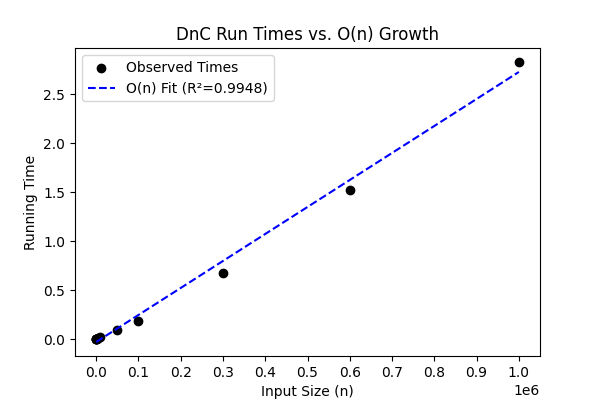 DnC Run Times vs. O(n) Growth
Observed Times
O(n) Fit (R²=0.9948)
Running Time
2.5
2.0
1.5
1.0
0.5
0.0
0.0 0.1 0.2 0.3 0.4 0.5 0.6 0.7 0.8 0.9 1.0
1e6
Input Size (n)